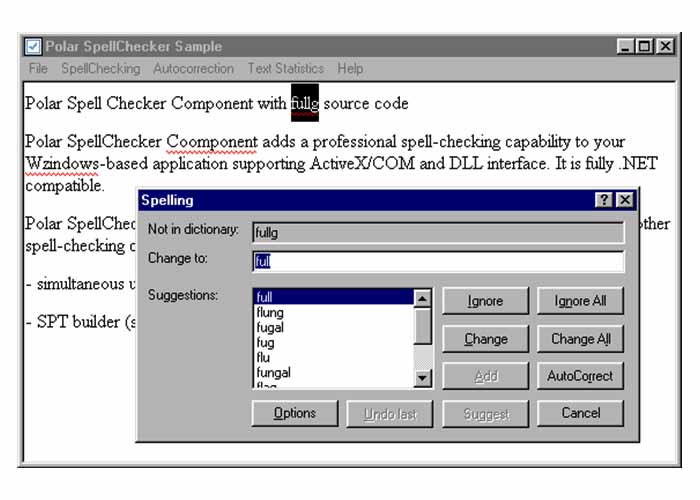 Polar SpellChecker Sample
File SpellChecking Autocorrection Text Statistics Help
Polar Spell Checker Component with fullg source code
Polar SpellChecker Coomponent adds a professional spell-checking capability to your
Wzindows-based application supporting ActiveX/COM and DLL interface. It is fully .NET
compatible.
Polar SpellChec
other
spell-checking
- simultaneous u
- SPT builder (s
Spelling
Not in dictionary: fullg
Change to: full
Suggestions:
full
flung
fugal
fug
flu
fungal
flag
Ignore Ignore All
Change Change All
Add AutoCorrect
Options Undo last Suggest Cancel